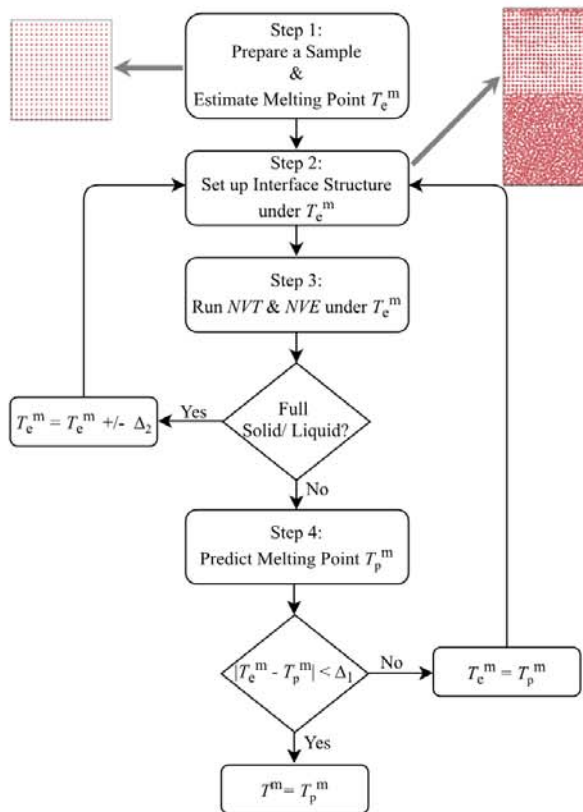 Step 1:
Prepare a Sample
&
Estimate Melting Point Tₑᵐ
Step 2:
Set up Interface Structure
under Tₑᵐ
Step 3:
Run NVT & NVE under Tₑᵐ
Full
Solid/ Liquid?
Yes
Tₑᵐ = Tₑᵐ +/- Δ₂
No
Step 4:
Predict Melting Point Tₚᵐ
|Tₑᵐ - Tₚᵐ| < Δ₁
No
Tₑᵐ = Tₚᵐ
Yes
Tᵐ = Tₚᵐ